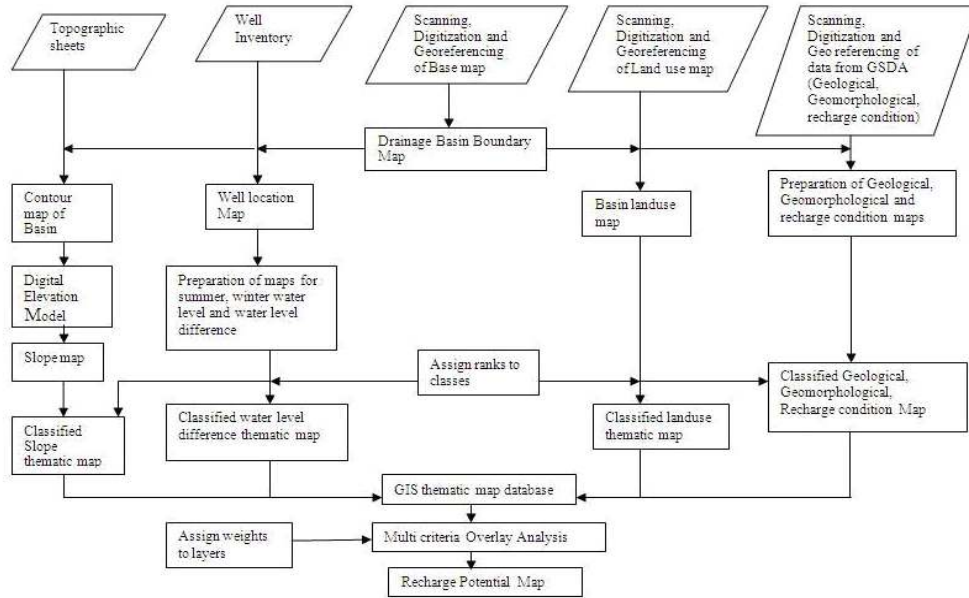 Topographic
sheets
Well
Inventory
Scanning,
Digitization and
Georeferencing
of Base map
Scanning,
Digitization and
Georeferencing
of Land use map
Scanning,
Digitization and
Geo referencing of
data from GSDA
(Geological,
Geomorphological,
recharge condition)
Drainage Basin Boundary
Map
Contour
map of
Basin
Well location
Map
Basin landuse
map
Preparation of Geological,
Geomorphological and
recharge condition maps
Digital
Elevation
Model
Preparation of maps for
summer, winter water
level and water level
difference
Slope map
Assign ranks to
classes
Classified Geological,
Geomorphological,
Recharge condition Map
Classified
Slope
thematic map
Classified water level
difference thematic map
Classified landuse
thematic map
GIS thematic map database
Assign weights
to layers
Multi criteria Overlay Analysis
Recharge Potential Map